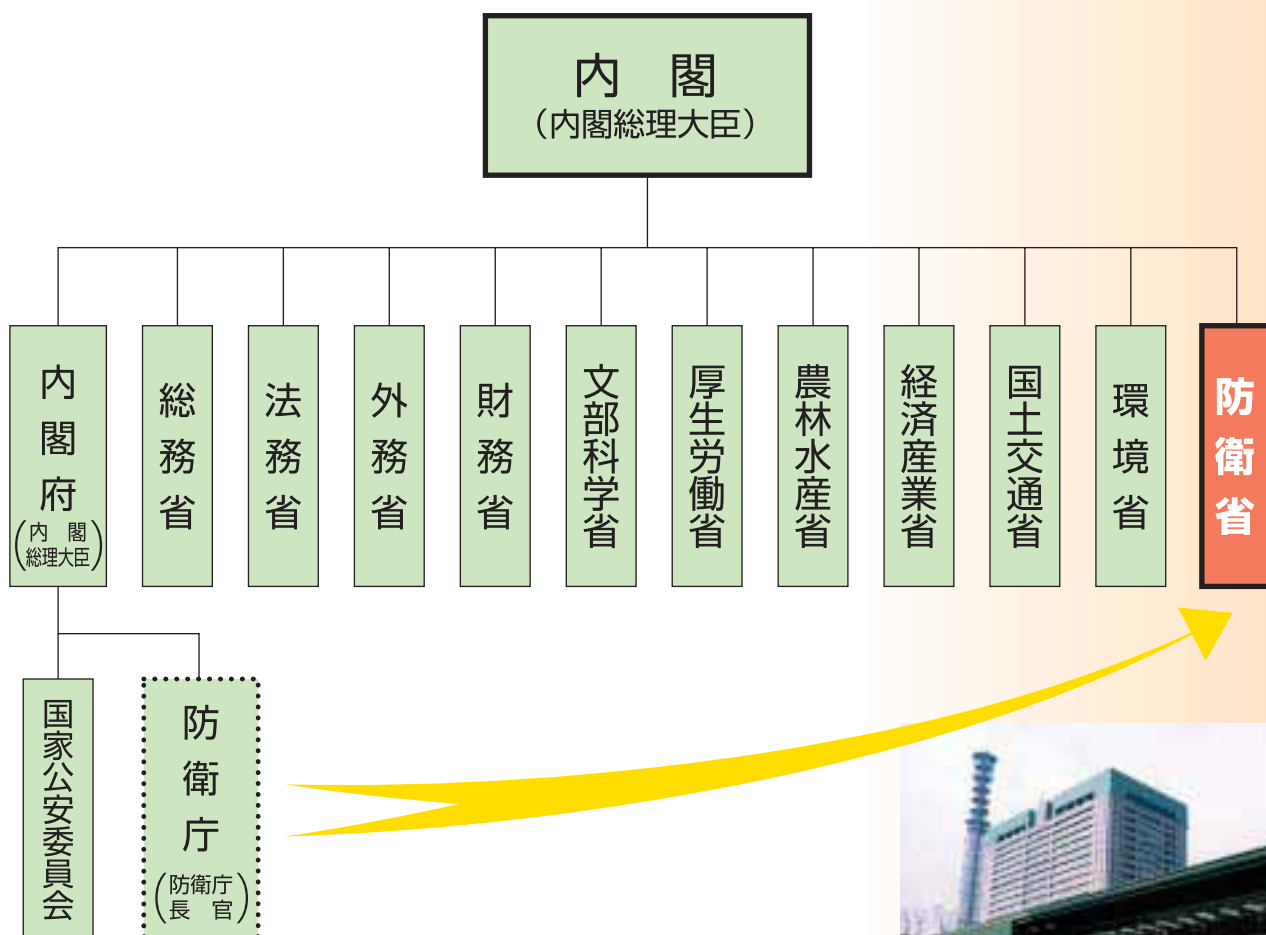 内　閣
（内閣総理大臣）
内閣府
（内　閣
総理大臣）
総務省
法務省
外務省
財務省
文部科学省
厚生労働省
農林水産省
経済産業省
国土交通省
環境省
防衛省
国家公安委員会
防衛庁
（防衛庁
長　官）